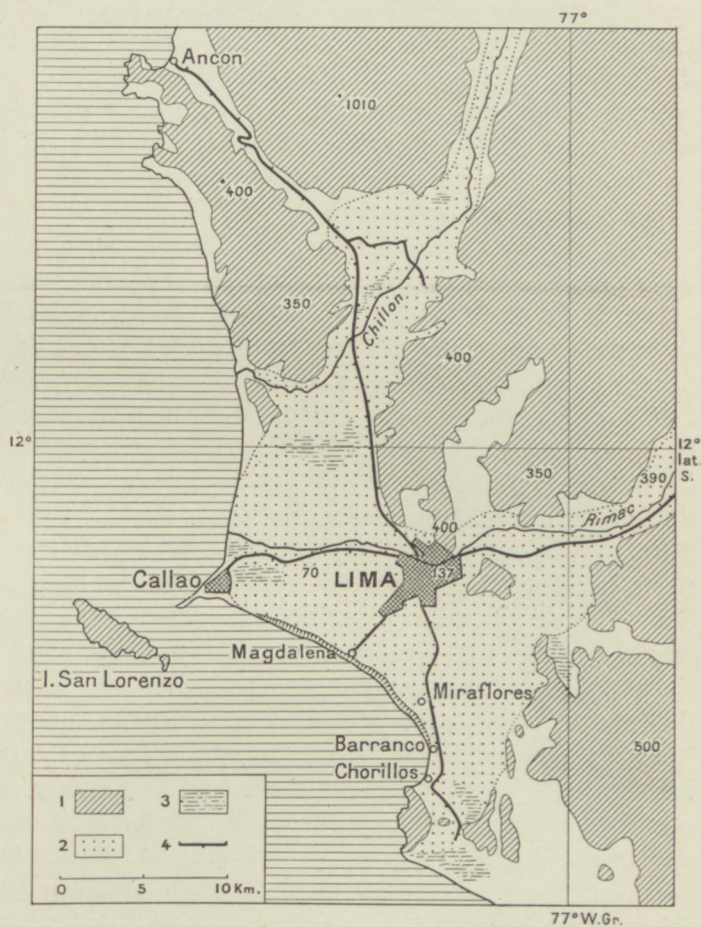 77°
Ancon
1010
400
350
Chillon
400
12°
12°
lat.
S.
350
390
Rimac
400
Callao
70
LIMA
137
Magdalena
I. San Lorenzo
Miraflores
Barranco
500
Chorillos
1
3
2
4
0 5 10 Km.
77° W. Gr.